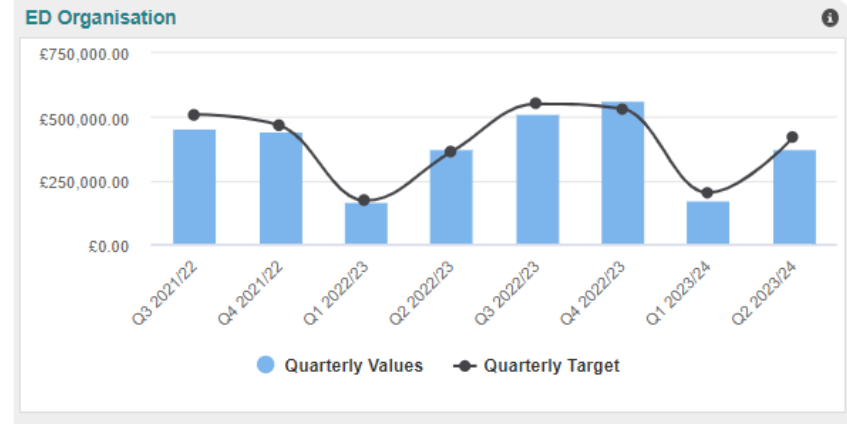 ED Organisation
£750,000.00
£500,000.00
£250,000.00
£0.00
Q3 2021/22
Q4 2021/22
Q1 2022/23
Q2 2022/23
Q3 2022/23
Q4 2022/23
Q1 2023/24
Q2 2023/24
Quarterly Values
Quarterly Target